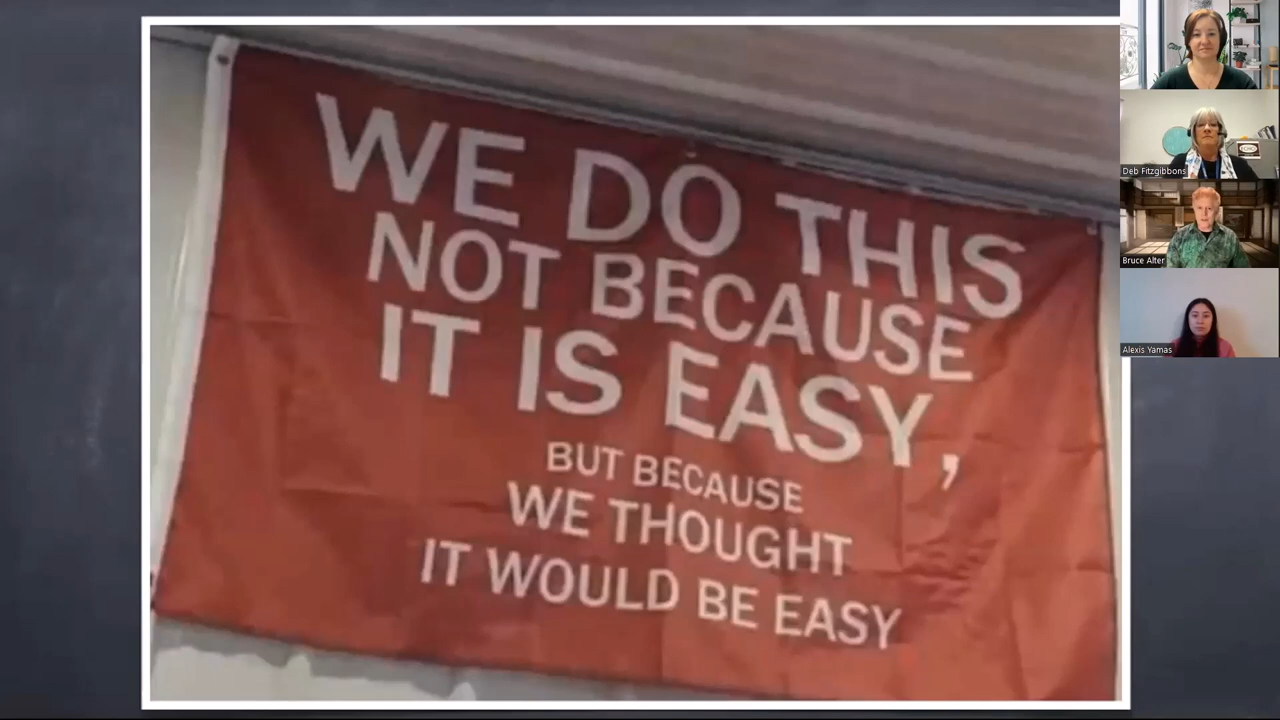 WE DO THIS
NOT BECAUSE
IT IS EASY,
BUT BECAUSE
WE THOUGHT
IT WOULD BE EASY
Deb Fitzgibbons
Bruce Alter
Alexis Yamas